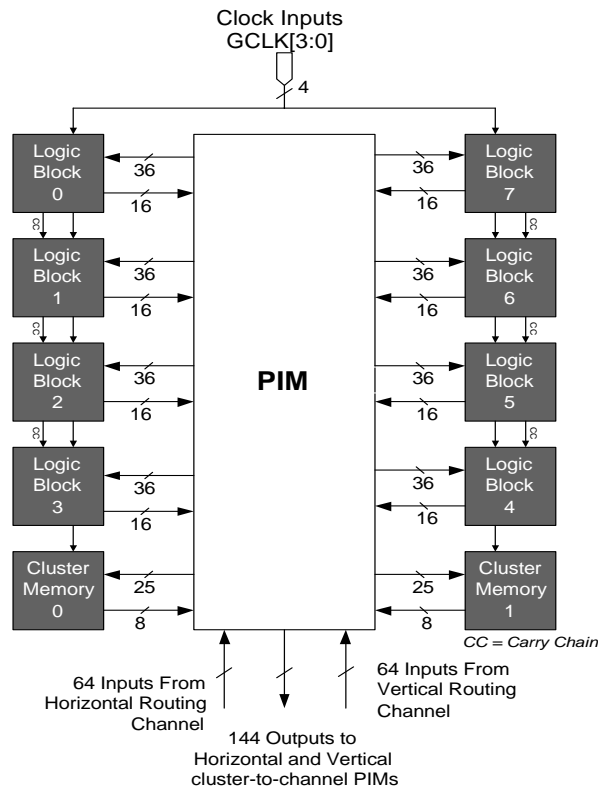 Clock Inputs
GCLK[3:0]
4
Logic
Block
0
36
16
CC
Logic
Block
1
36
16
CC
Logic
Block
2
36
16
CC
Logic
Block
3
36
16
Cluster
Memory
0
25
8
PIM
Logic
Block
7
36
16
CC
Logic
Block
6
36
16
CC
Logic
Block
5
36
16
CC
Logic
Block
4
36
16
Cluster
Memory
1
25
8
CC = Carry Chain
64 Inputs From
Horizontal Routing
Channel
64 Inputs From
Vertical Routing
Channel
144 Outputs to
Horizontal and Vertical
cluster-to-channel PIMs